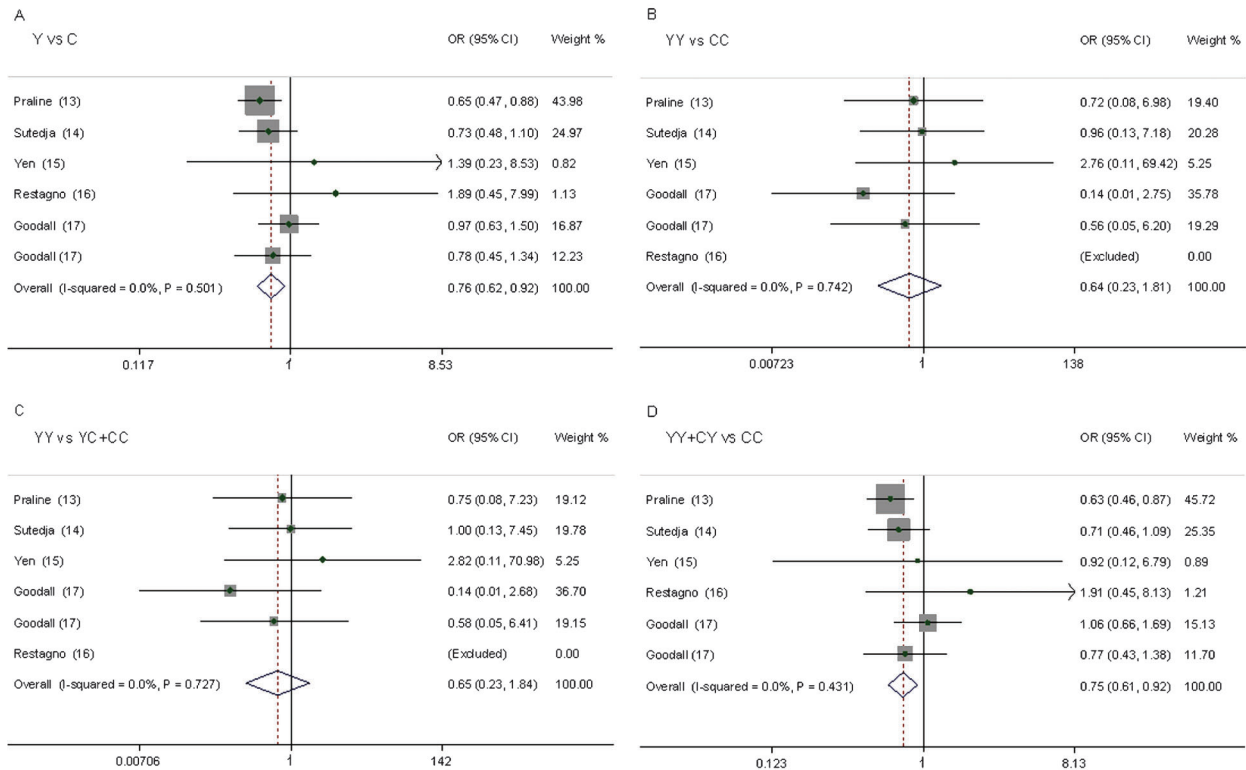 A
Y vs C
OR (95% CI) Weight %
Praline (13) 0.65 (0.47, 0.88) 43.98
Sutedja (14) 0.73 (0.48, 1.10) 24.97
Yen (15) 1.39 (0.23, 8.53) 0.82
Restagno (16) 1.89 (0.45, 7.99) 1.13
Goodall (17) 0.97 (0.63, 1.50) 16.87
Goodall (17) 0.78 (0.45, 1.34) 12.23
Overall (I-squared = 0.0%, P = 0.501) 0.76 (0.62, 0.92) 100.00
0.117 1 8.53
B
YY vs CC
OR (95% CI) Weight %
Praline (13) 0.72 (0.08, 6.98) 19.40
Sutedja (14) 0.96 (0.13, 7.18) 20.28
Yen (15) 2.76 (0.11, 69.42) 5.25
Goodall (17) 0.14 (0.01, 2.75) 35.78
Goodall (17) 0.56 (0.05, 6.20) 19.29
Restagno (16) (Excluded) 0.00
Overall (I-squared = 0.0%, P = 0.742) 0.64 (0.23, 1.81) 100.00
0.00723 1 138
C
YY vs YC+CC
OR (95% CI) Weight %
Praline (13) 0.75 (0.08, 7.23) 19.12
Sutedja (14) 1.00 (0.13, 7.45) 19.78
Yen (15) 2.82 (0.11, 70.98) 5.25
Goodall (17) 0.14 (0.01, 2.68) 36.70
Goodall (17) 0.58 (0.05, 6.41) 19.15
Restagno (16) (Excluded) 0.00
Overall (I-squared = 0.0%, P = 0.727) 0.65 (0.23, 1.84) 100.00
0.00706 1 142
D
YY+CY vs CC
OR (95% CI) Weight %
Praline (13) 0.63 (0.46, 0.87) 45.72
Sutedja (14) 0.71 (0.46, 1.09) 25.35
Yen (15) 0.92 (0.12, 6.79) 0.89
Restagno (16) 1.91 (0.45, 8.13) 1.21
Goodall (17) 1.06 (0.66, 1.69) 15.13
Goodall (17) 0.77 (0.43, 1.38) 11.70
Overall (I-squared = 0.0%, P = 0.431) 0.75 (0.61, 0.92) 100.00
0.123 1 8.13